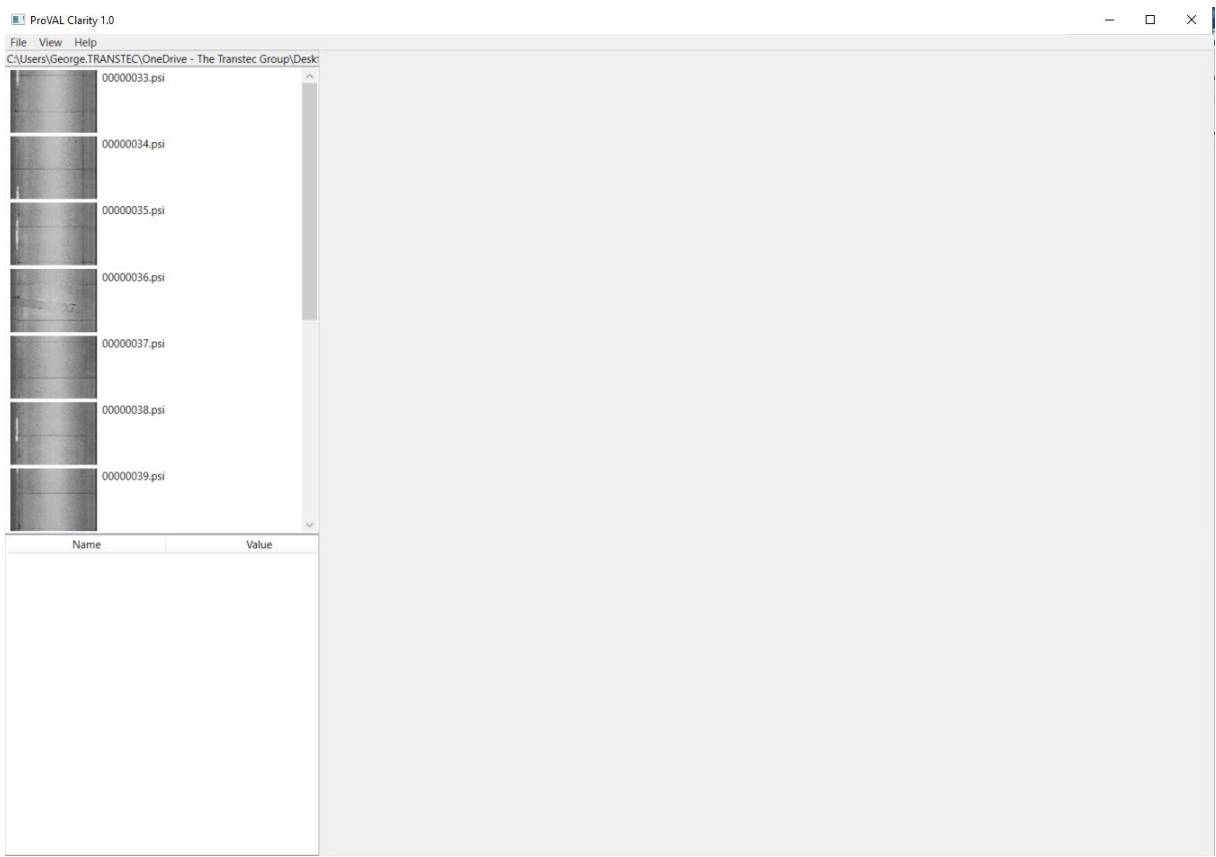 ProVAL Clarity 1.0
File View Help
C:\Users\George.TRANSTEC\OneDrive - The Transtec Group\Desk
00000033.psi
00000034.psi
00000035.psi
00000036.psi
00000037.psi
00000038.psi
00000039.psi
Name Value